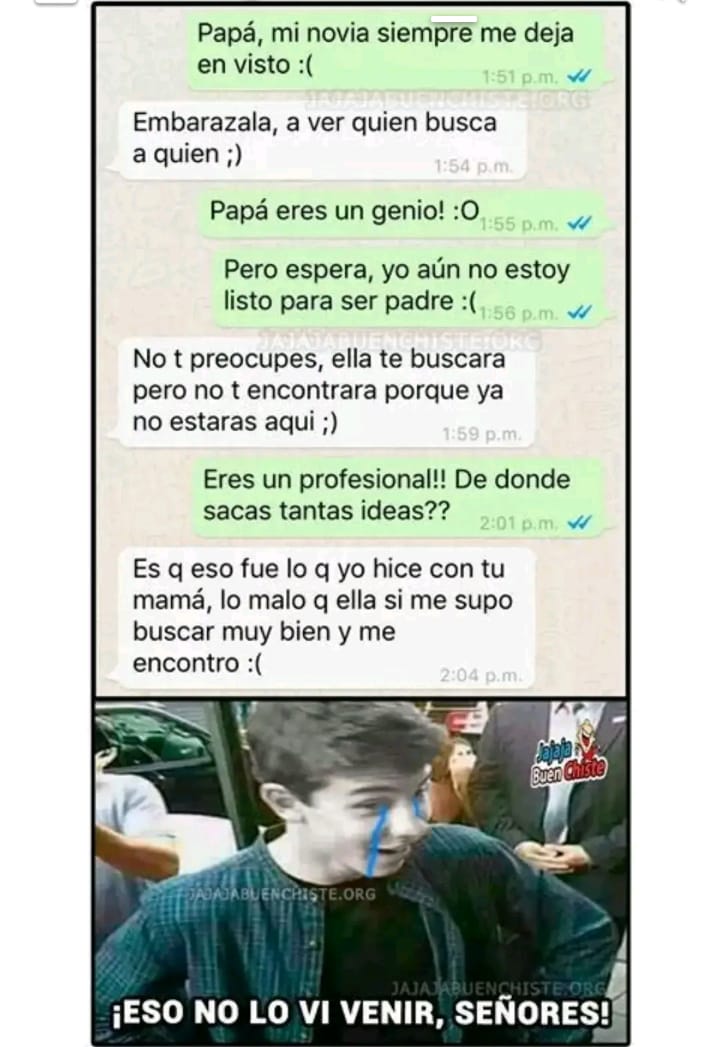 Papá, mi novia siempre me deja
en visto :(
1:51 p.m.
JAJAJABUENCHISTE.ORG
Embarazala, a ver quien busca
a quien ;)
1:54 p.m.
Papá eres un genio! :O
1:55 p.m.
Pero espera, yo aún no estoy
listo para ser padre :(
1:56 p.m.
JAJAJABUENCHISTE.ORG
No t preocupes, ella te buscara
pero no t encontrara porque ya
no estaras aqui ;)
1:59 p.m.
Eres un profesional!! De donde
sacas tantas ideas??
2:01 p.m.
Es q eso fue lo q yo hice con tu
mamá, lo malo q ella si me supo
buscar muy bien y me
encontro :(
2:04 p.m.
Jajaja
Buen Chiste
JAJAJABUENCHISTE.ORG
JAJAJABUENCHISTE.ORG
¡ESO NO LO VI VENIR, SEÑORES!